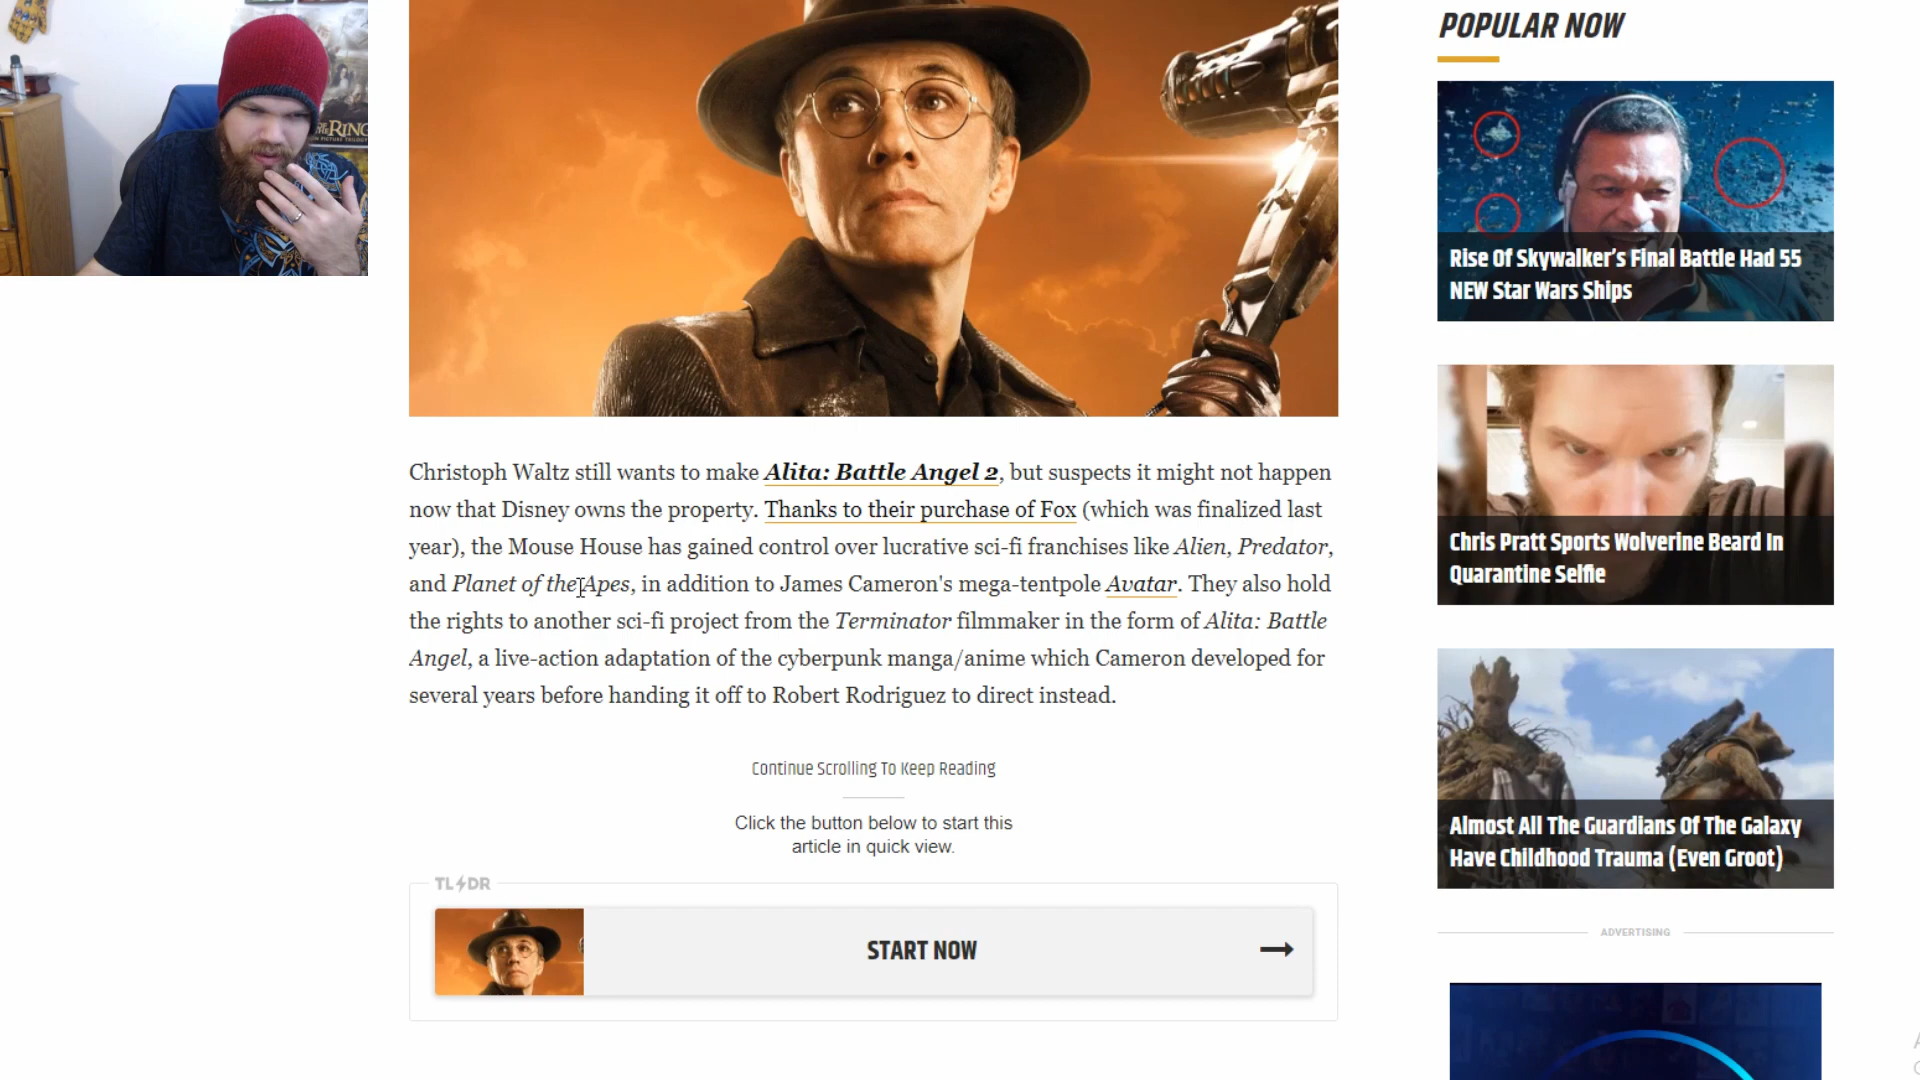 RING
POPULAR NOW
Rise Of Skywalker's Final Battle Had 55
NEW Star Wars Ships
Chris Pratt Sports Wolverine Beard In
Quarantine Selfie
Almost All The Guardians Of The Galaxy
Have Childhood Trauma (Even Groot)
ADVERTISING
Christoph Waltz still wants to make Alita: Battle Angel 2, but suspects it might not happen
now that Disney owns the property. Thanks to their purchase of Fox (which was finalized last
year), the Mouse House has gained control over lucrative sci-fi franchises like Alien, Predator,
and Planet of the Apes, in addition to James Cameron's mega-tentpole Avatar. They also hold
the rights to another sci-fi project from the Terminator filmmaker in the form of Alita: Battle
Angel, a live-action adaptation of the cyberpunk manga/anime which Cameron developed for
several years before handing it off to Robert Rodriguez to direct instead.
Continue Scrolling To Keep Reading
Click the button below to start this
article in quick view.
TL DR
START NOW